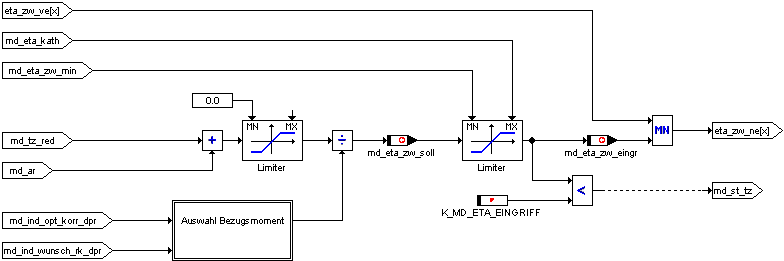 eta_zw_ve[x]
md_eta_kath
md_eta_zw_min
0.0
MN
MX
MN
MX
MN
eta_zw_ne[x]
md_tz_red
+
÷
md_eta_zw_soll
md_eta_zw_eingr
md_ar
Limiter
Limiter
<
md_st_tz
P
K_MD_ETA_EINGRIFF
md_ind_opt_korr_dpr
Auswahl Bezugsmoment
md_ind_wunsch_rk_dpr